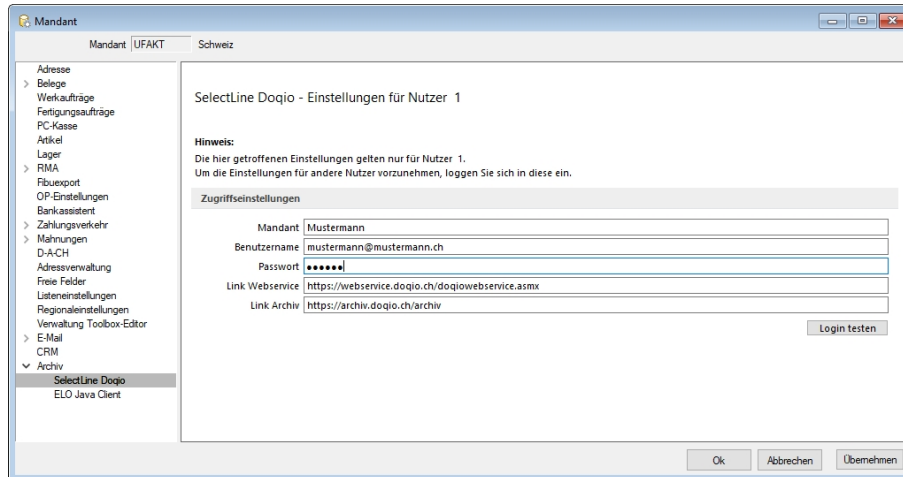 Mandant
Mandant UFAKT Schweiz
Adresse
Belege
Werkaufträge
Fertigungsaufträge
PC-Kasse
Artikel
Lager
RMA
Fibuexport
OP-Einstellungen
Bankassistent
Zahlungsverkehr
Mahnungen
D-A-CH
Adressverwaltung
Freie Felder
Listeneinstellungen
Regionaleinstellungen
Verwaltung Toolbox-Editor
E-Mail
CRM
Archiv
SelectLine Doqio
ELO Java Client
SelectLine Doqio - Einstellungen für Nutzer 1
Hinweis:
Die hier getroffenen Einstellungen gelten nur für Nutzer 1.
Um die Einstellungen für andere Nutzer vorzunehmen, loggen Sie sich in diese ein.
Zugriffseinstellungen
Mandant Mustermann
Benutzername mustermann@mustermann.ch
Passwort ●●●●●●
Link Webservice https://webservice.doqio.ch/doqiowebservice.asmx
Link Archiv https://archiv.doqio.ch/archiv
Login testen
Ok Abbrechen Übernehmen